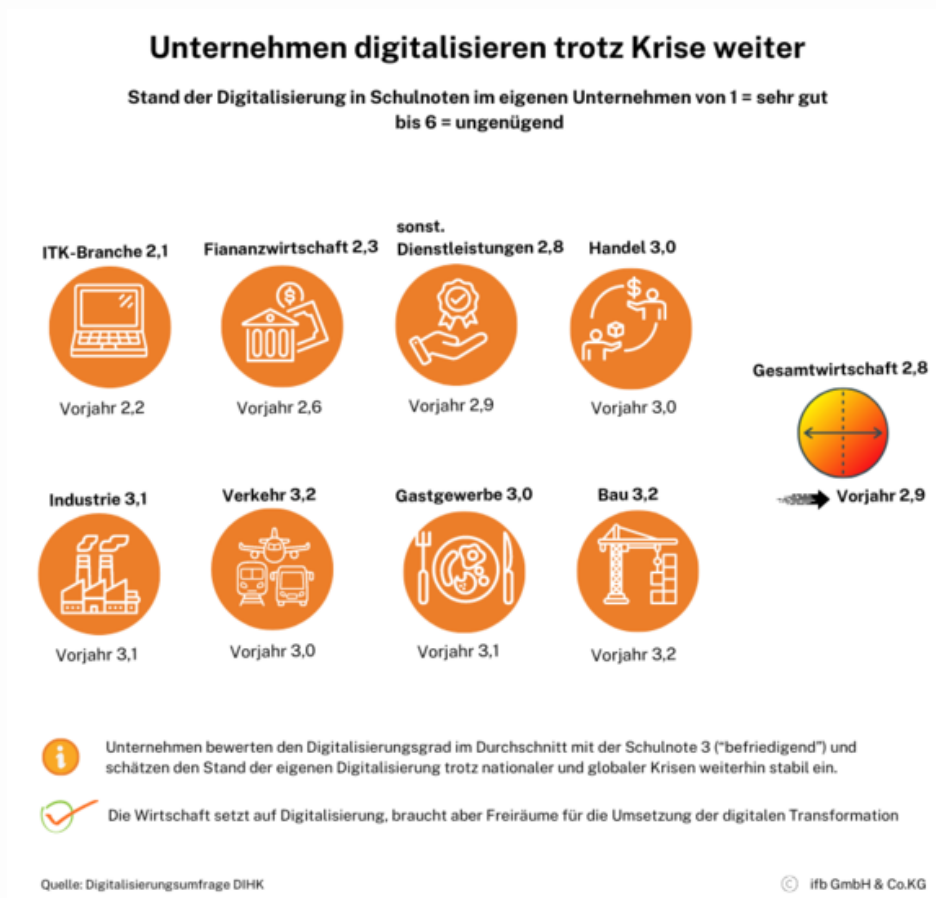 Unternehmen digitalisieren trotz Krise weiter
Stand der Digitalisierung in Schulnoten im eigenen Unternehmen von 1 = sehr gut
bis 6 = ungenügend
ITK-Branche 2,1
Vorjahr 2,2
Fiananzwirtschaft 2,3
$
Vorjahr 2,6
sonst.
Dienstleistungen 2,8
Vorjahr 2,9
Handel 3,0
$
Vorjahr 3,0
Gesamtwirtschaft 2,8
Vorjahr 2,9
Industrie 3,1
Vorjahr 3,1
Verkehr 3,2
Vorjahr 3,0
Gastgewerbe 3,0
Vorjahr 3,1
Bau 3,2
Vorjahr 3,2
i
Unternehmen bewerten den Digitalisierungsgrad im Durchschnitt mit der Schulnote 3 (“befriedigend”) und
schätzen den Stand der eigenen Digitalisierung trotz nationaler und globaler Krisen weiterhin stabil ein.
Die Wirtschaft setzt auf Digitalisierung, braucht aber Freiräume für die Umsetzung der digitalen Transformation
Quelle: Digitalisierungsumfrage DIHK
© ifb GmbH & Co.KG